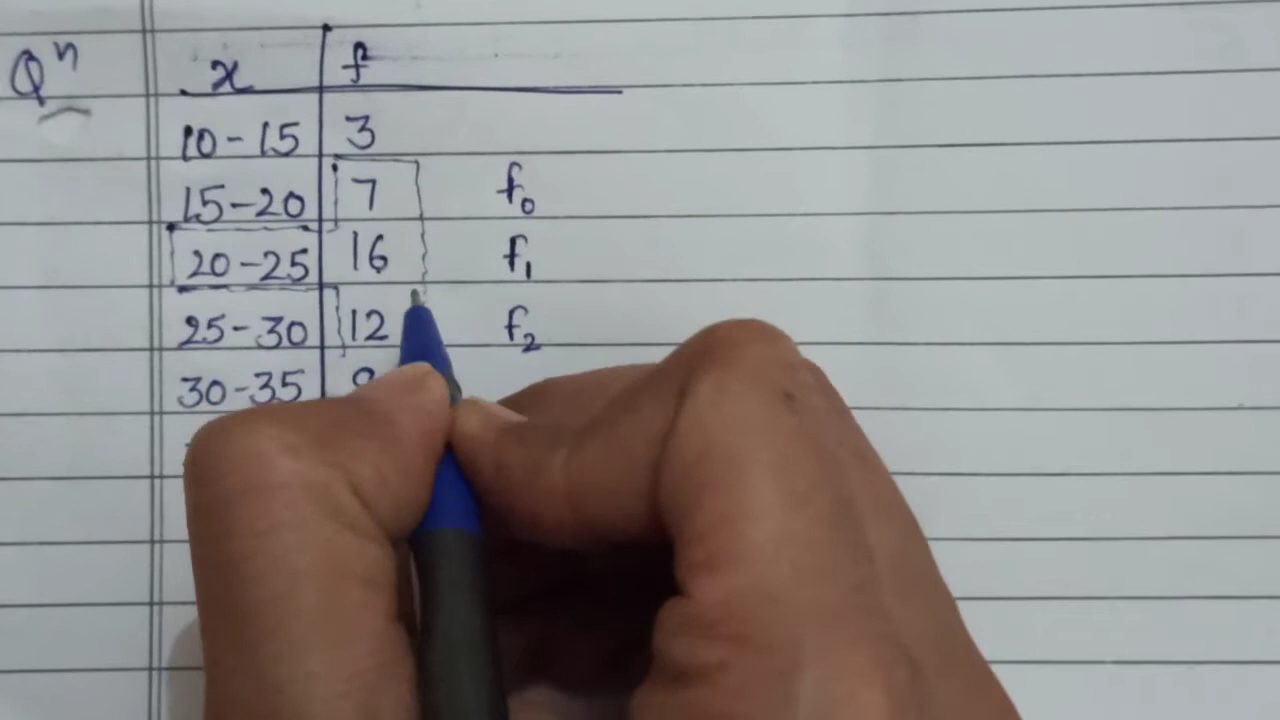 Qⁿ
x f
10-15 3
15-20 7 f₀
20-25 16 f₁
25-30 12 f₂
30-35